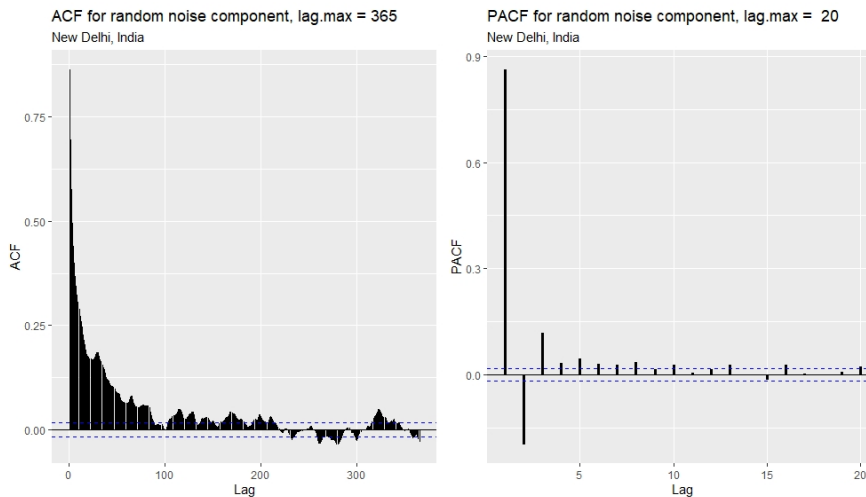 ACF for random noise component, lag.max = 365
New Delhi, India
0.75
0.50
0.25
0.00
ACF
0
100
200
300
Lag
PACF for random noise component, lag.max =  20
New Delhi, India
0.9
0.6
0.3
0.0
PACF
5
10
15
20
Lag